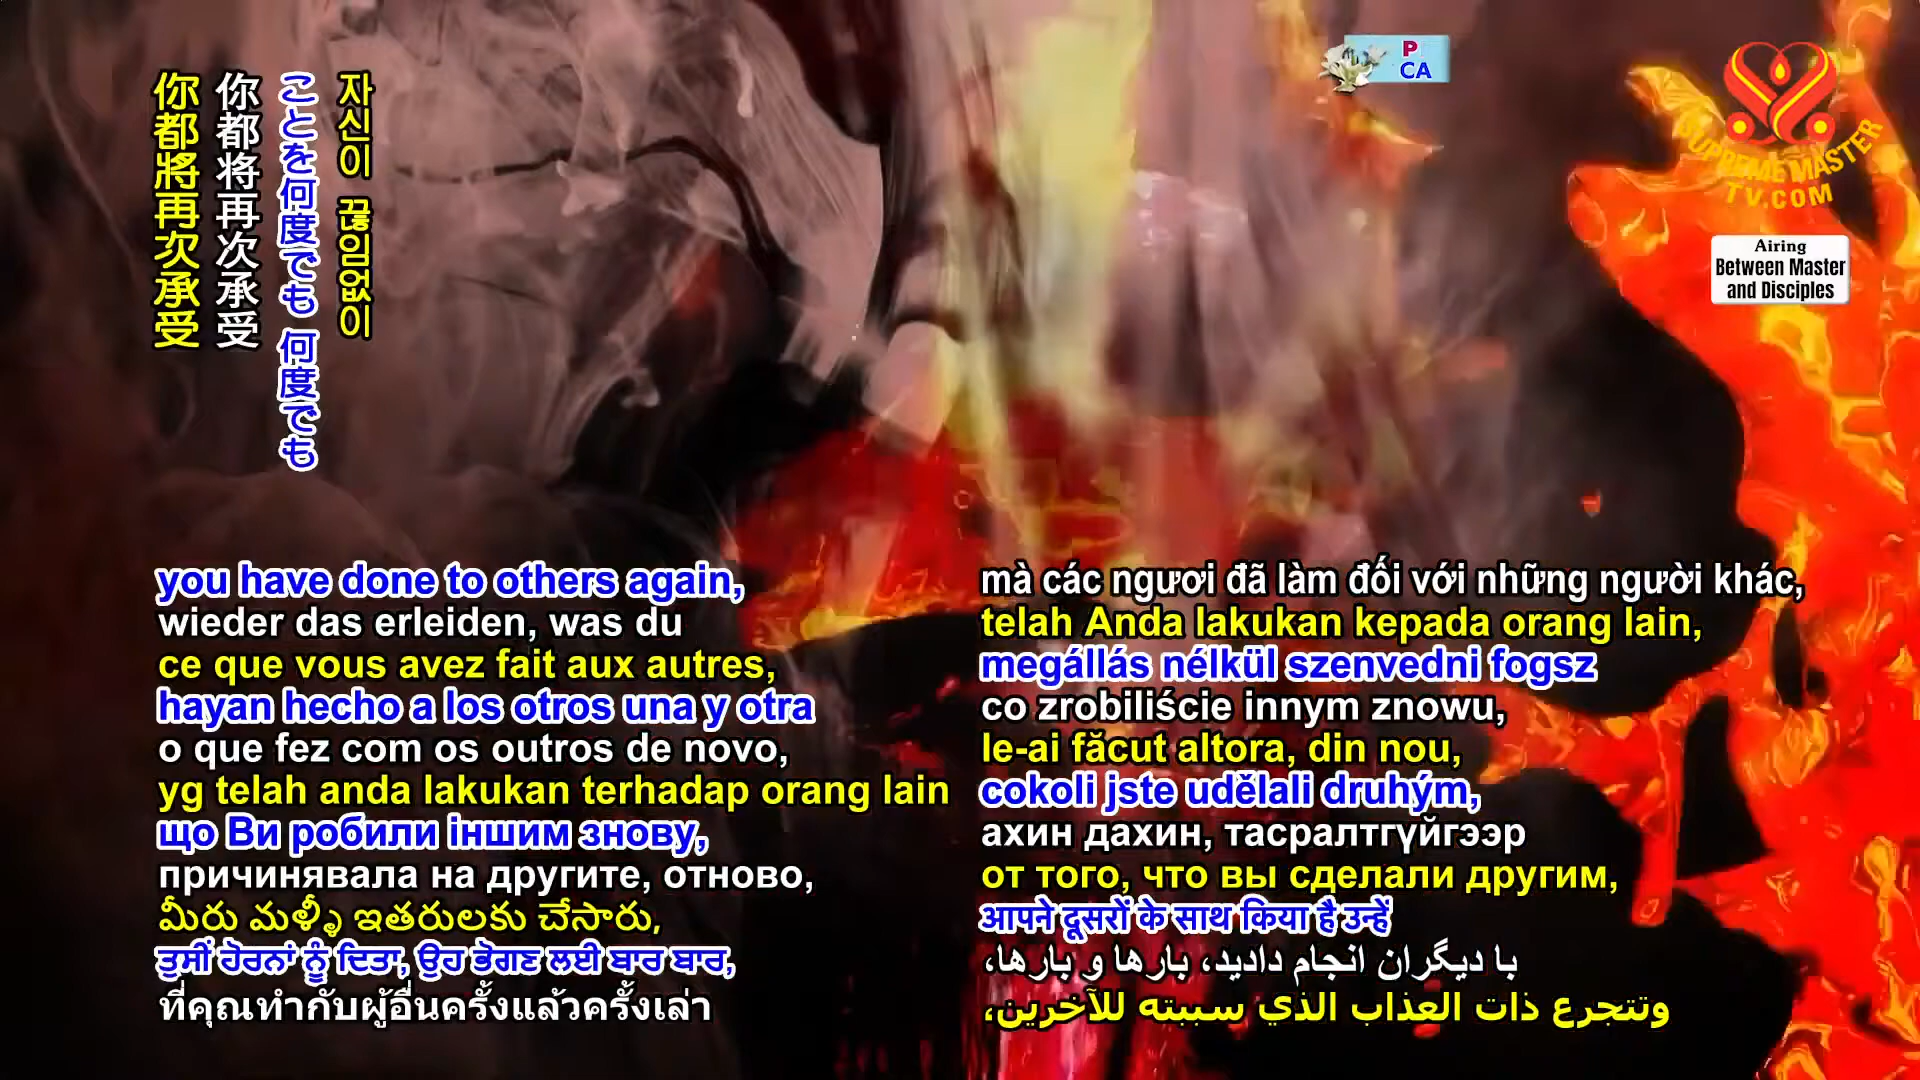 你都將再次承受
你都将再次承受
ことを何度でも 何度でも
자신이 끊임없이
P
CA
SUPREME MASTER
TV.COM
Airing
Between Master
and Disciples
you have done to others again,
wieder das erleiden, was du
ce que vous avez fait aux autres,
hayan hecho a los otros una y otra
o que fez com os outros de novo,
yg telah anda lakukan terhadap orang lain
що Ви робили іншим знову,
причинявала на другите, отново,
మీరు మళ్ళీ ఇతరులకు చేసారు,
ਤੁਸੀਂ ਹੋਰਨਾਂ ਨੂੰ ਦਿਤਾ, ਉਹ ਭੋਗਣ ਲਈ ਬਾਰ ਬਾਰ,
ที่คุณทำกับผู้อื่นครั้งแล้วครั้งเล่า
mà các ngươi đã làm đối với những người khác,
telah Anda lakukan kepada orang lain,
megállás nélkül szenvedni fogsz
co zrobiliście innym znowu,
le-ai făcut altora, din nou,
cokoli jste udělali druhým,
ахин дахин, тасралтгүйгээр
от того, что вы сделали другим,
आपने दूसरों के साथ किया है उन्हें
با دیگران انجام دادید، بارها و بارها،
وتتجرع ذات العذاب الذي سببته للآخرين،